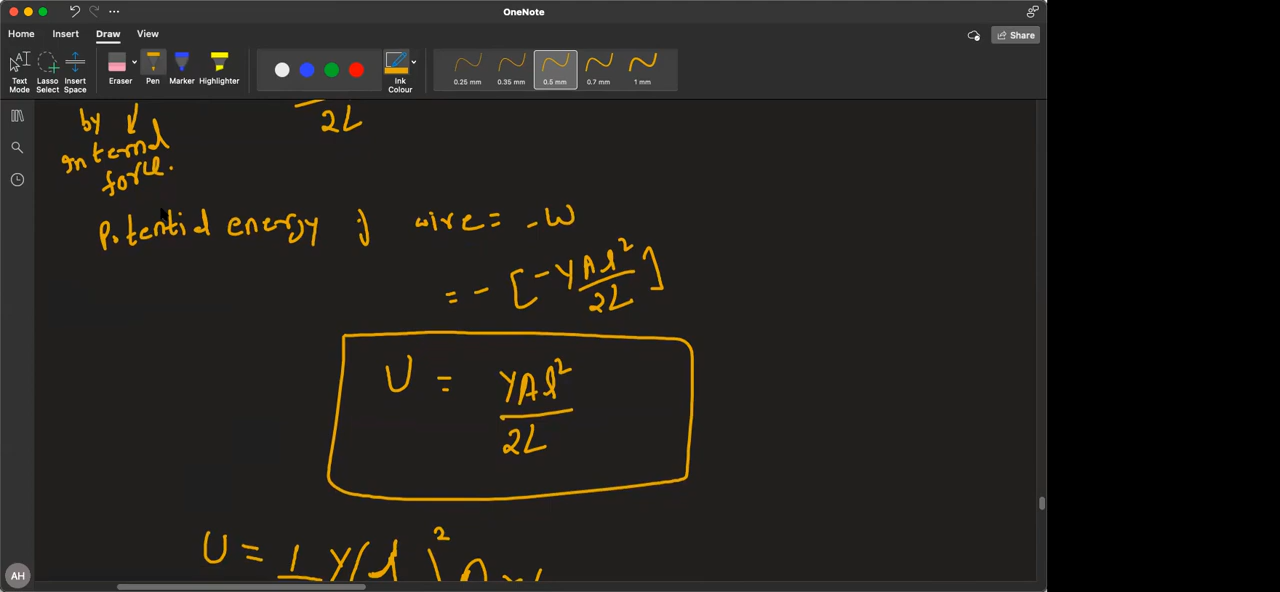 OneNote
Home Insert Draw View
Share
Text Mode
Lasso Select
Insert Space
Eraser
Pen
Marker
Highlighter
Ink Colour
0.25 mm
0.35 mm
0.5 mm
0.7 mm
1 mm
by ↓
internal
force.
2L
Potential energy of wire = -W
= - [-YAl²/2L]
U = YAl²/2L
U = 1 Y(l )²
AH